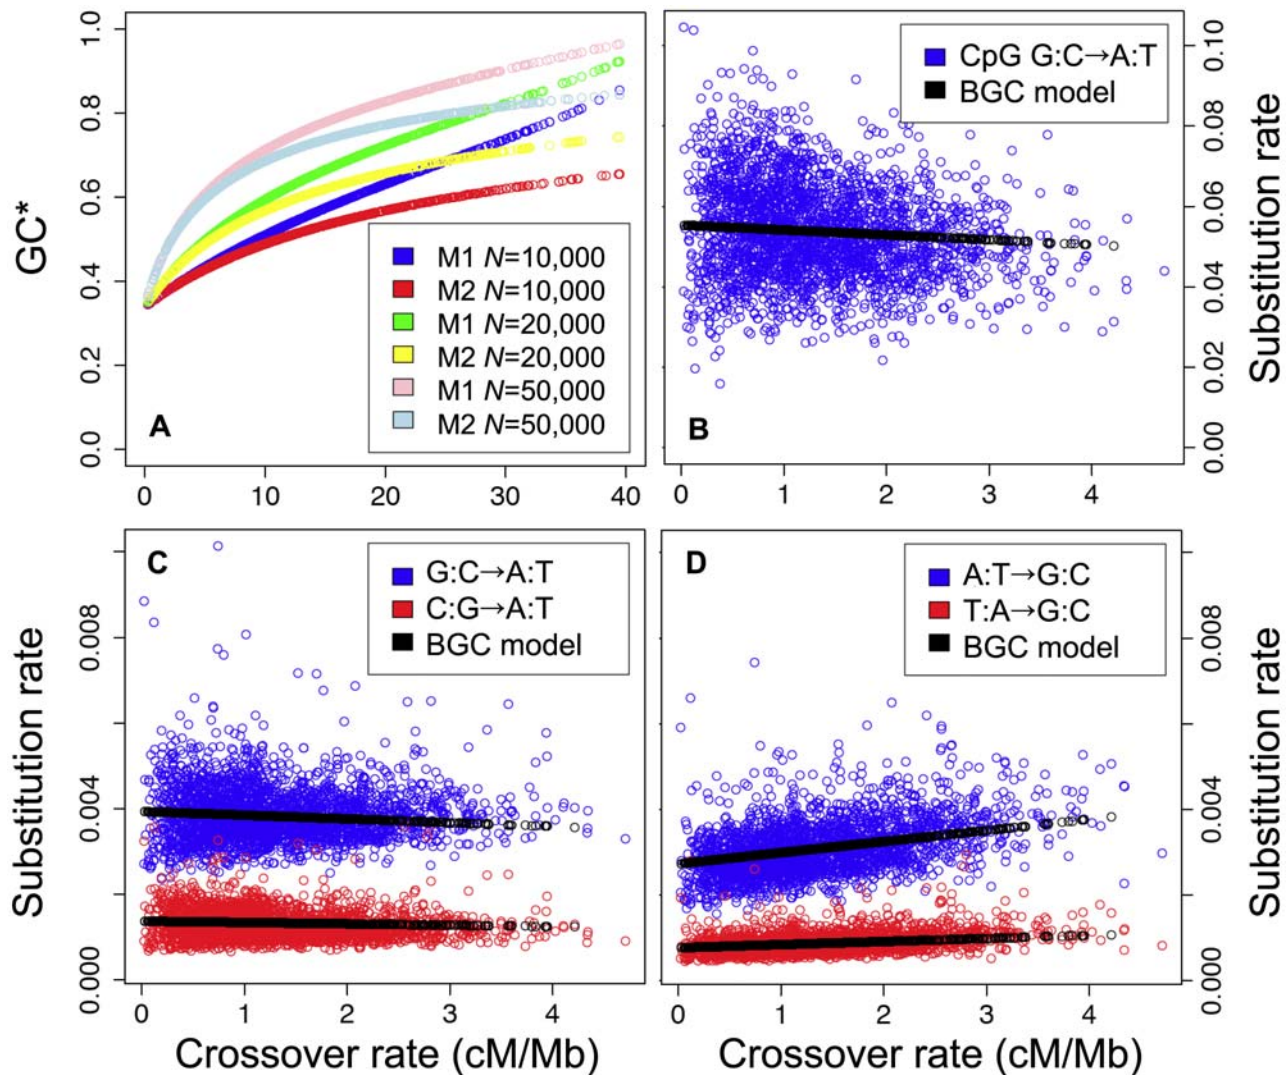 GC*
1.0
0.8
0.6
0.4
0.2
0.0
0 10 20 30 40
A
M1 N=10,000
M2 N=10,000
M1 N=20,000
M2 N=20,000
M1 N=50,000
M2 N=50,000
CpG G:C→A:T
BGC model
B
0.10
0.08
0.06
0.04
0.02
0.00
Substitution rate
0 1 2 3 4
C
G:C→A:T
C:G→A:T
BGC model
Substitution rate
0.008
0.004
0.000
0 1 2 3 4
Crossover rate (cM/Mb)
D
A:T→G:C
T:A→G:C
BGC model
0.008
0.004
0.000
Substitution rate
0 1 2 3 4
Crossover rate (cM/Mb)